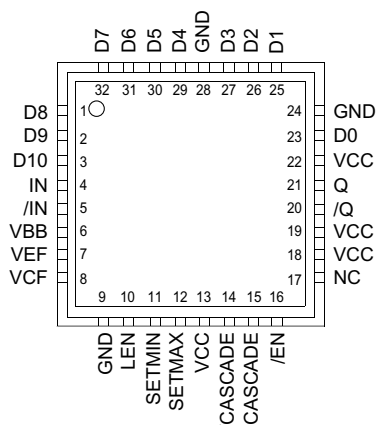 D7 D6 D5 D4 GND D3 D2 D1
32 31 30 29 28 27 26 25
D8 1 24 GND
D9 2 23 D0
D10 3 22 VCC
IN 4 21 Q
/IN 5 20 /Q
VBB 6 19 VCC
VEF 7 18 VCC
VCF 8 17 NC
9 10 11 12 13 14 15 16
GND LEN SETMIN SETMAX VCC CASCADE CASCADE /EN